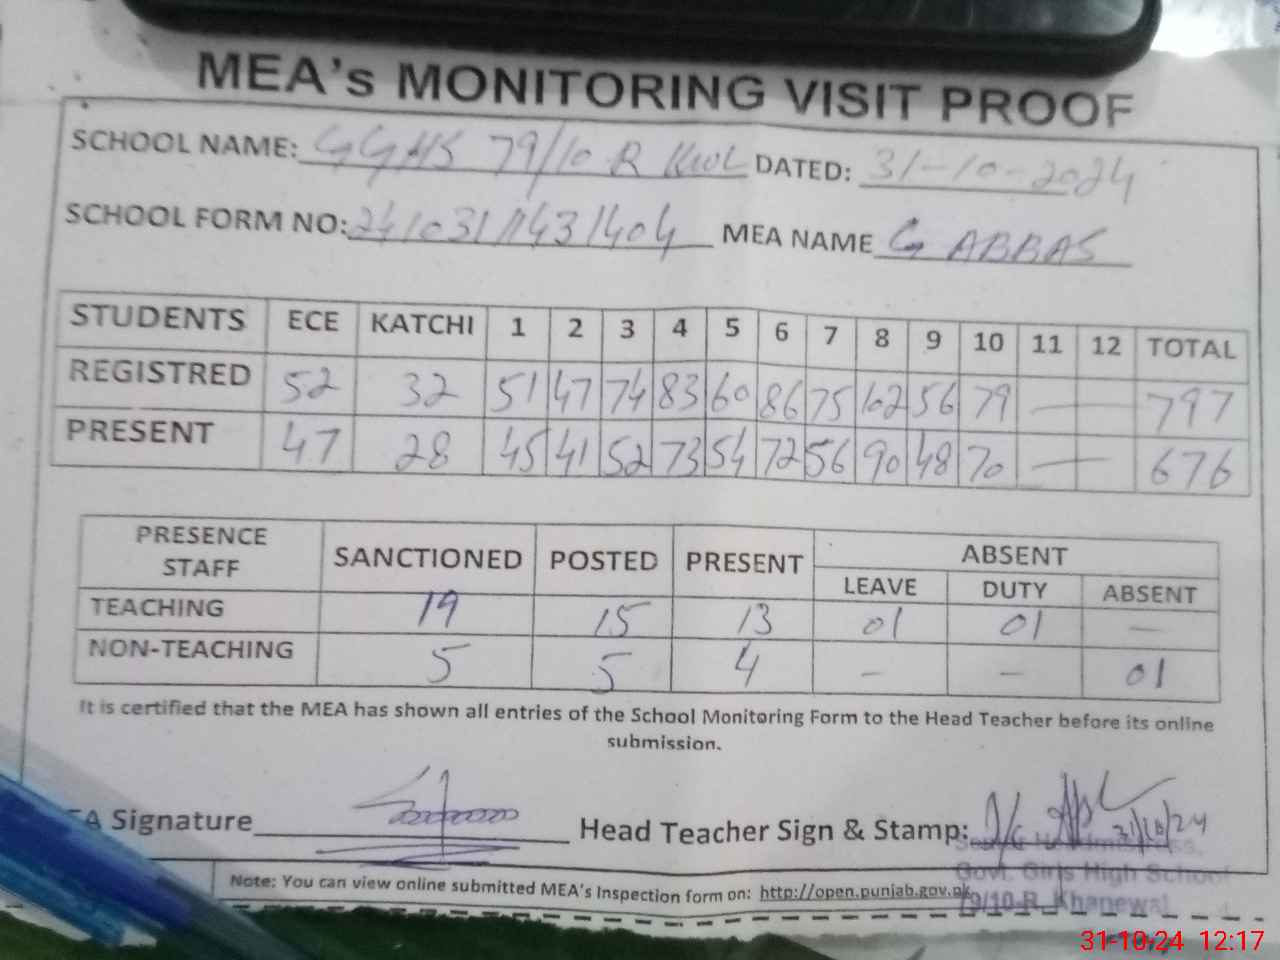 MEA's MONITORING VISIT PROOF
SCHOOL NAME: GGHS 79/10 R KWL DATED: 31-10-2024
SCHOOL FORM NO: 2410311431404 MEA NAME G ABBAS
STUDENTS ECE KATCHI 1 2 3 4 5 6 7 8 9 10 11 12 TOTAL
REGISTRED 52 32 51 47 74 83 60 86 75 102 56 79 — 797
PRESENT 47 28 45 41 52 73 54 72 56 90 48 70 — 676
PRESENCE STAFF SANCTIONED POSTED PRESENT ABSENT
LEAVE DUTY ABSENT
TEACHING 19 15 13 01 01 —
NON-TEACHING 5 5 4 — — 01
It is certified that the MEA has shown all entries of the School Monitoring Form to the Head Teacher before its online
submission.
Signature Head Teacher Sign & Stamp: 31/10/24
Govt. Girls High School
Note: You can view online submitted MEA's Inspection form on: http://open.punjab.gov.pk
79/10-R, Khanewal
31-10-24 12:17